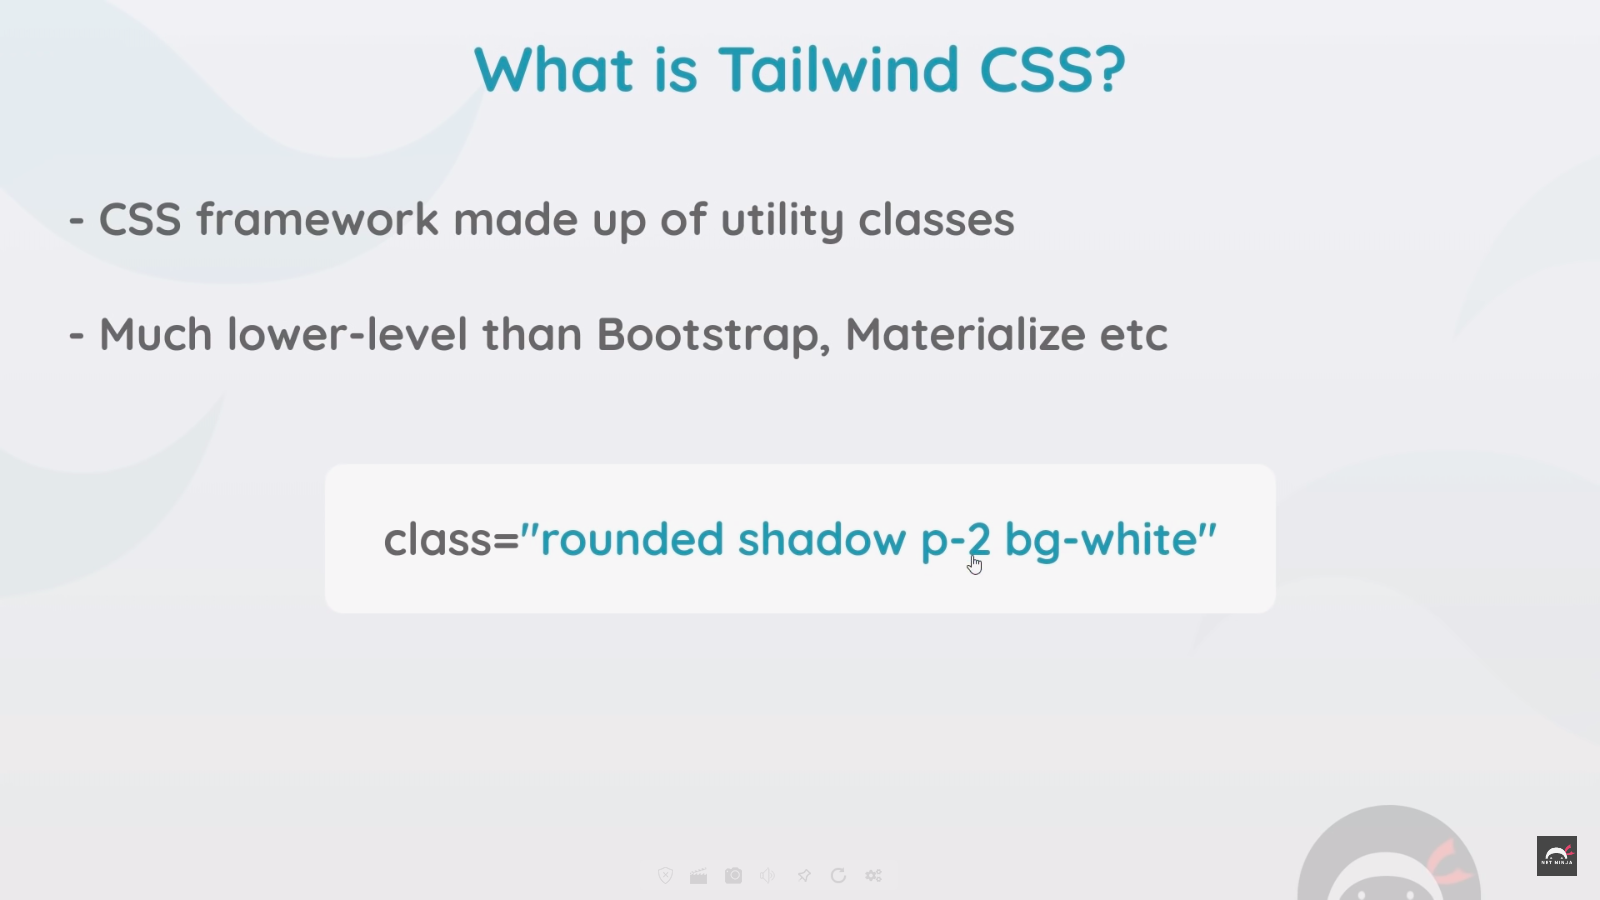 What is Tailwind CSS?
- CSS framework made up of utility classes
- Much lower-level than Bootstrap, Materialize etc
class="rounded shadow p-2 bg-white"
NET NINJA